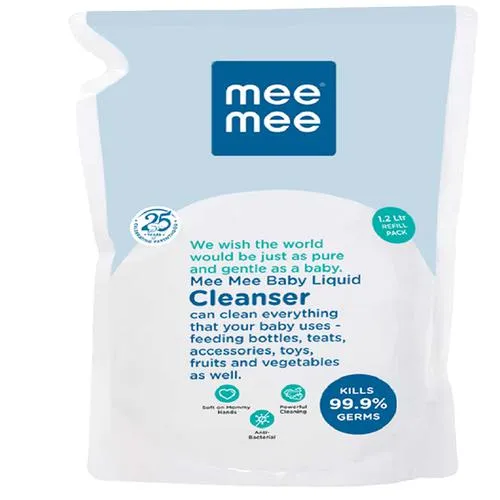 mee
mee
25
YEARS
1.2 Ltr
REFILL
PACK
We wish the world
would be just as pure
and gentle as a baby.
Mee Mee Baby Liquid
Cleanser
can clean everything
that your baby uses -
feeding bottles, teats,
accessories, toys,
fruits and vegetables
as well.
Soft on Mommy
Hands
Powerful
Cleaning
Anti-
Bacterial
KILLS
99.9%
GERMS